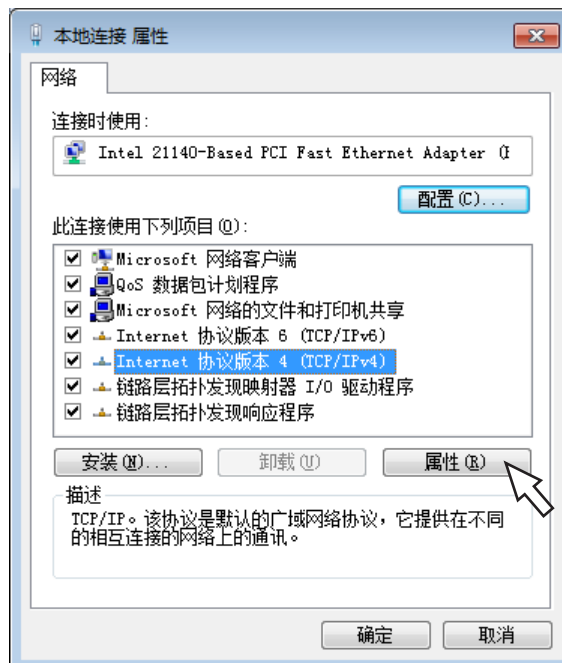 本地连接 属性
网络
连接时使用:
Intel 21140-Based PCI Fast Ethernet Adapter (
配置(C)...
此连接使用下列项目(O):
Microsoft 网络客户端
QoS 数据包计划程序
Microsoft 网络的文件和打印机共享
Internet 协议版本 6 (TCP/IPv6)
Internet 协议版本 4 (TCP/IPv4)
链路层拓扑发现映射器 I/O 驱动程序
链路层拓扑发现响应程序
安装(N)... 卸载(U) 属性(R)
描述
TCP/IP。该协议是默认的广域网络协议，它提供在不同
的相互连接的网络上的通讯。
确定 取消